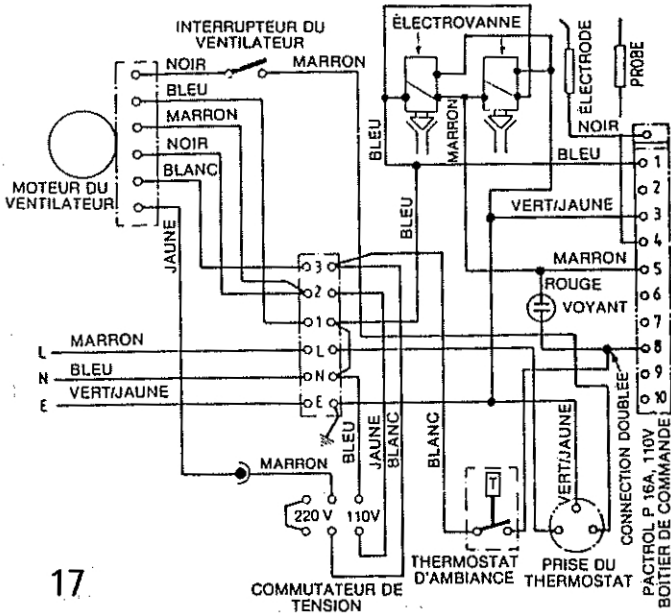 INTERRUPTEUR DU
VENTILATEUR
ÉLECTROVANNE
NOIR
MARRON
BLEU
MARRON
NOIR
BLANC
MOTEUR DU
VENTILATEUR
JAUNE
BLEU
MARRON
ÉLECTRODE
PROBE
NOIR
BLEU
1
2
VERT/JAUNE
3
4
MARRON
5
ROUGE
6
VOYANT
7
8
9
10
BLEU
3
2
1
L
N
E
L
MARRON
N
BLEU
E
VERT/JAUNE
MARRON
BLEU
JAUNE
BLANC
BLANC
VERT/JAUNE
CONNECTION DOUBLÉE
PACTROL P 16A, 110V
BOITIER DE COMMANDE
220 V
110V
T
THERMOSTAT
D'AMBIANCE
PRISE DU
THERMOSTAT
COMMUTATEUR DE
TENSION
17